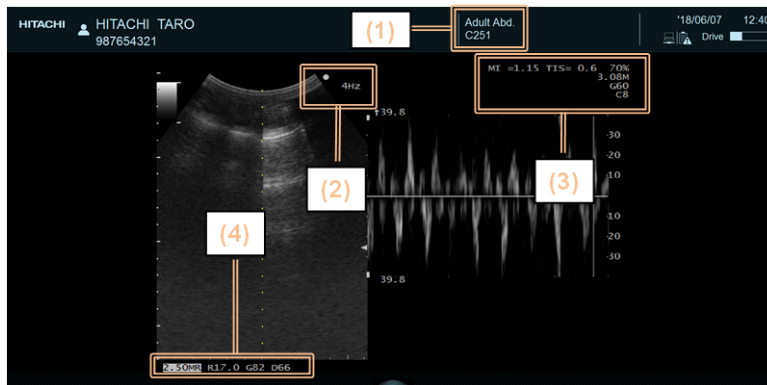 HITACHI
HITACHI TARO
987654321
(1)
Adult Abd.
C251
'18/06/07 12:40
Drive
(2)
4Hz
MI =1.15 TIS= 0.6 70%
3.08M
G60
C8
(3)
39.8
30
20
10
10
20
30
39.8
(4)
2.50MR R17.0 G82 D66